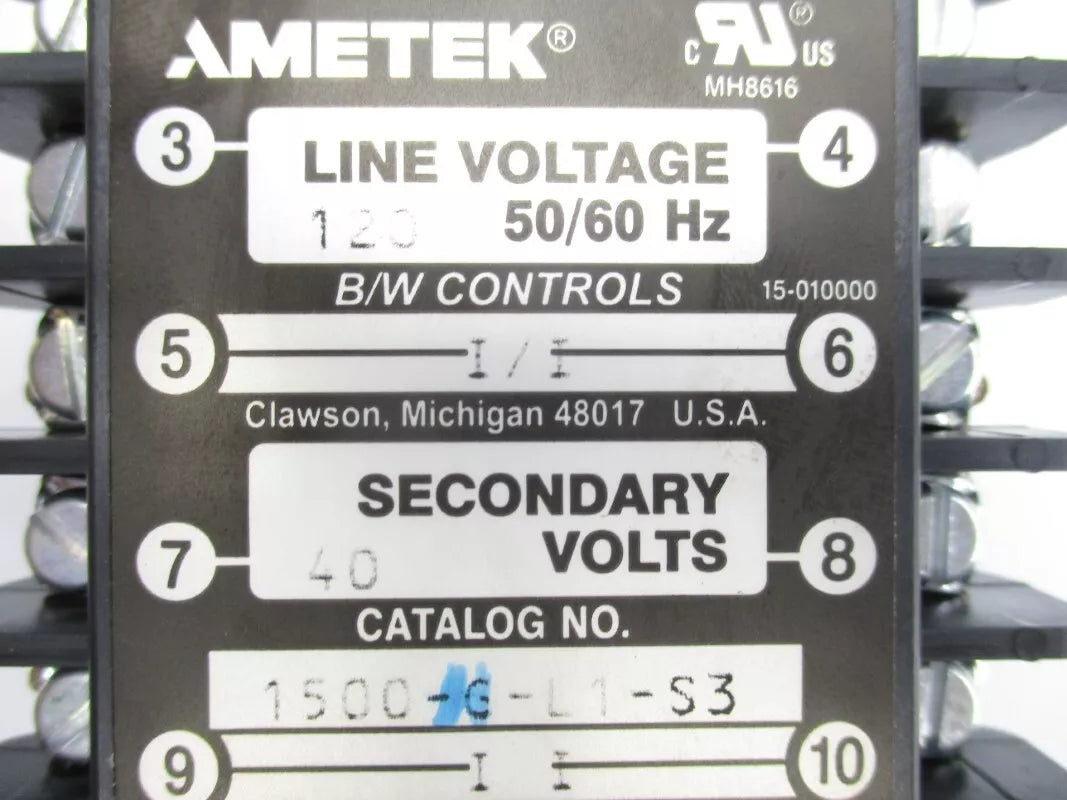 AMETEK®
C RU® US
MH8616
3 LINE VOLTAGE 4
120 50/60 Hz
B/W CONTROLS 15-010000
5 I/I 6
Clawson, Michigan 48017 U.S.A.
SECONDARY
7 40 VOLTS 8
CATALOG NO.
1500-G-L1-S3
9 I I 10